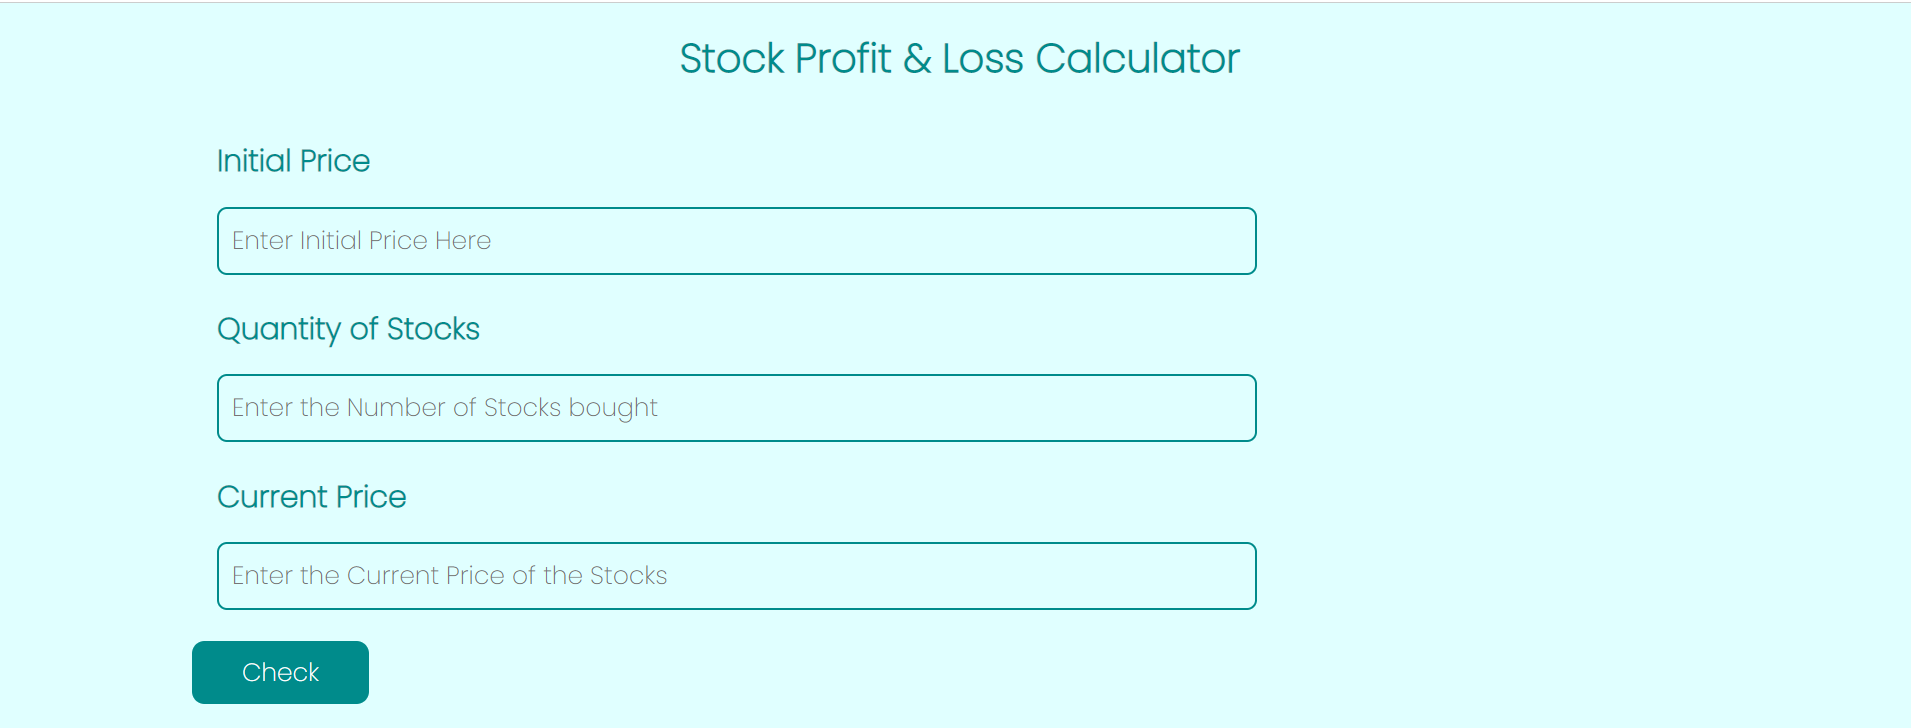 Stock Profit & Loss Calculator
Initial Price
Enter Initial Price Here
Quantity of Stocks
Enter the Number of Stocks bought
Current Price
Enter the Current Price of the Stocks
Check